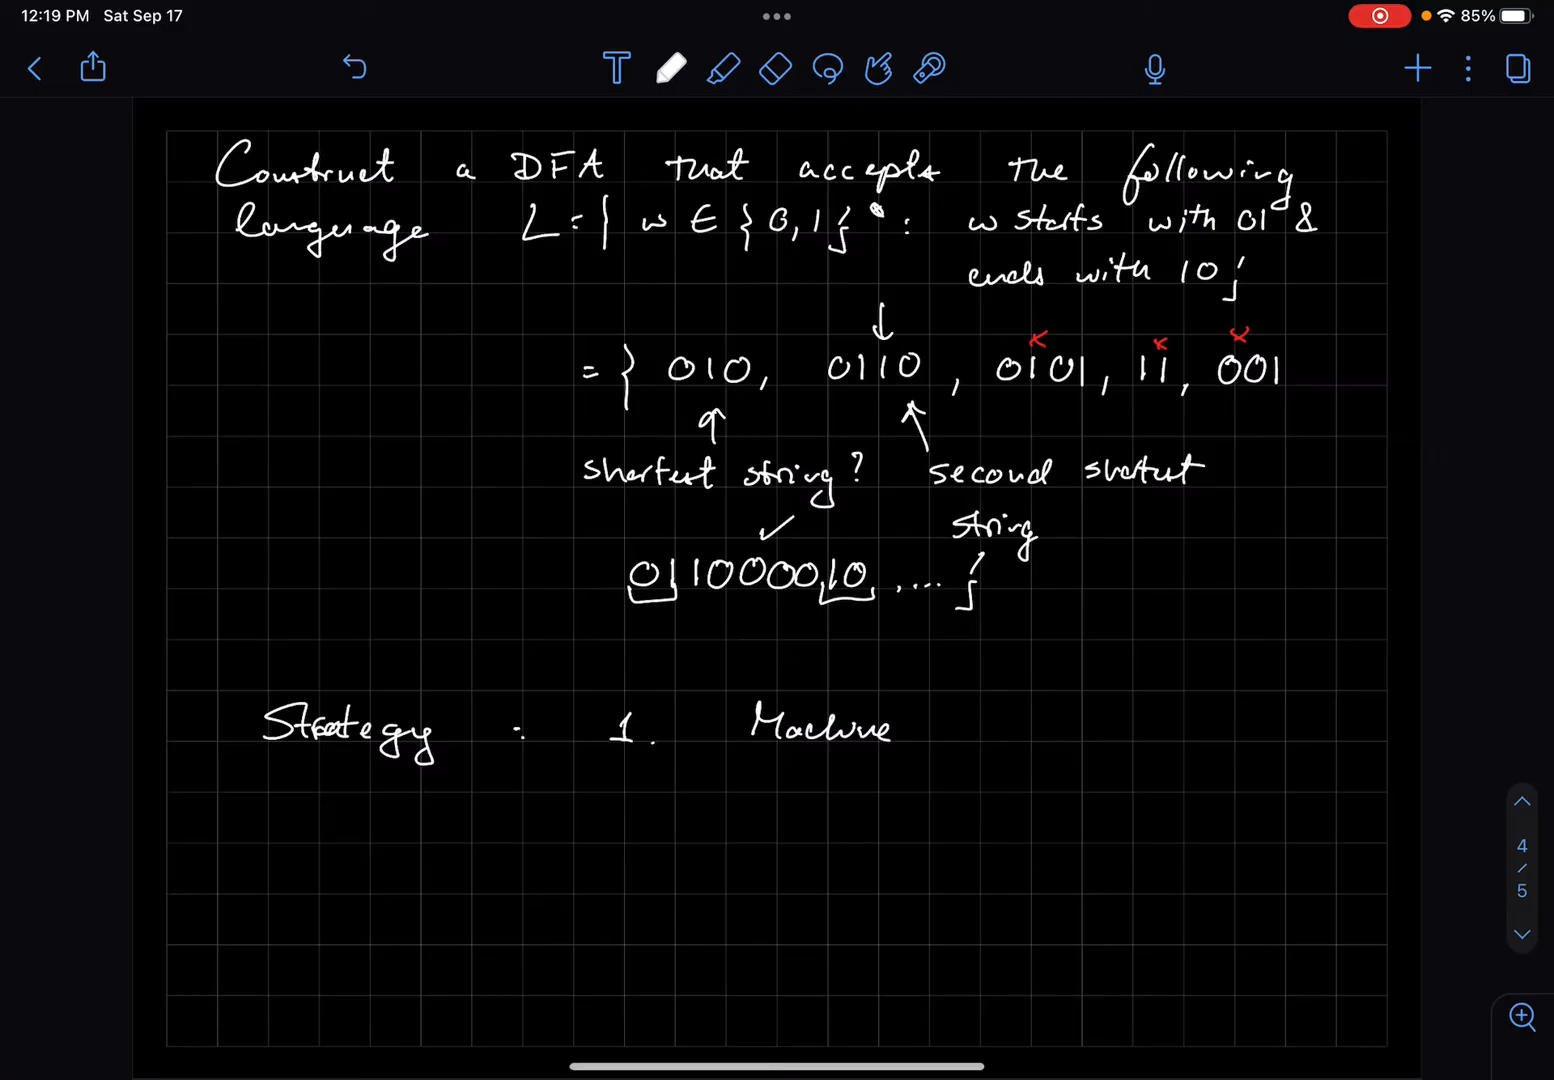 12:19 PM Sat Sep 17
85%
Construct a DFA that accepts the following
language L = { w ∈ {0,1}* : w starts with 01 &
ends with 10}
= { 010, 0110, 0101, 11, 001
shortest string? second shortest
string
0110000010, ....}
Strategy : 1. Machine
4
/
5